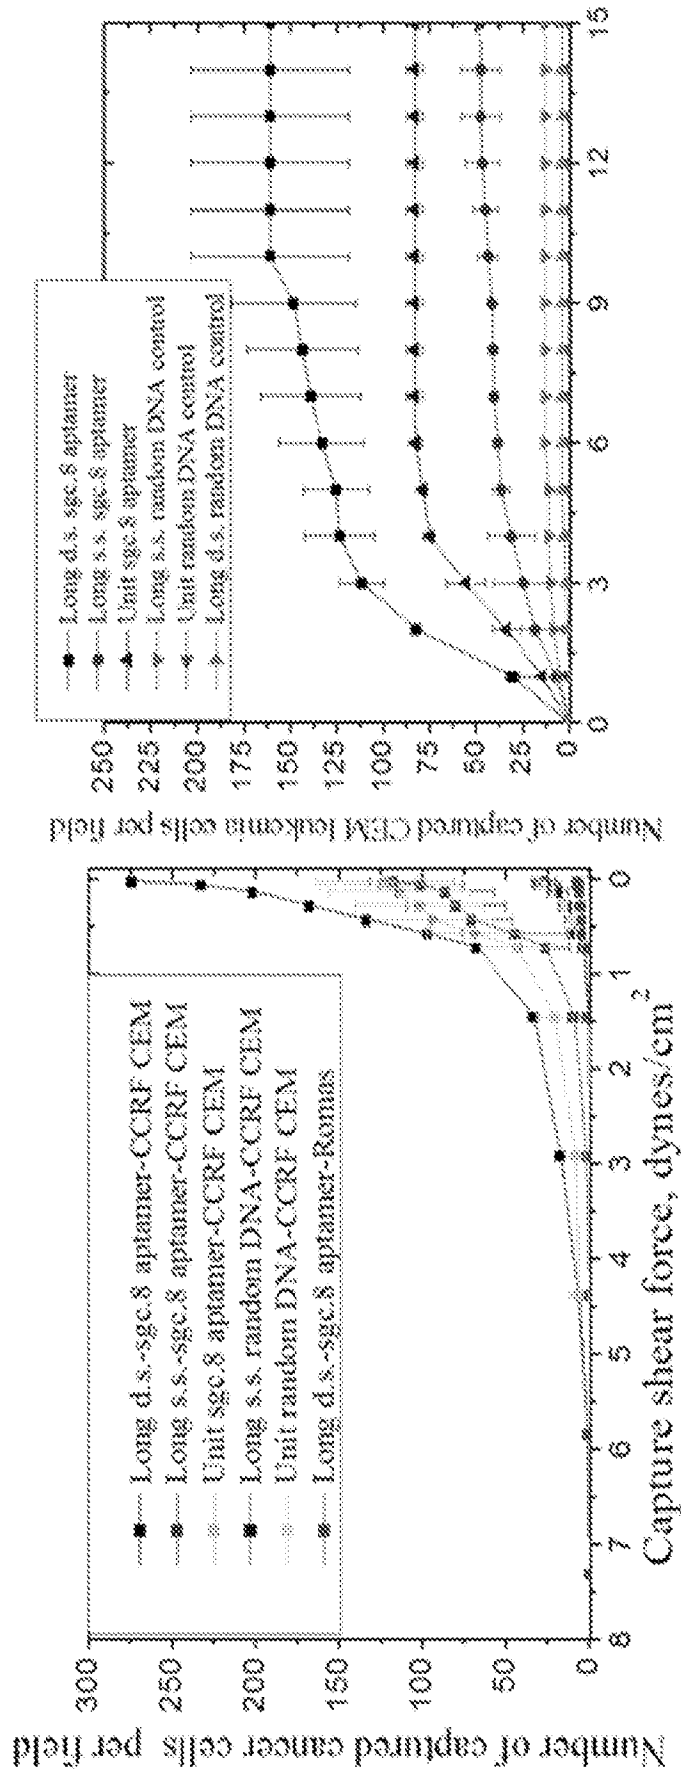 Number of captured cancer cells
per field
300
250
200
150
100
50
0
Long d.s.-sgc.8 aptamer-CCRF CEM
Long s.s.-sgc.8 aptamer-CCRF CEM
Unit sgc.8 aptamer-CCRF CEM
Long s.s. random DNA-CCRF CEM
Unit random DNA-CCRF CEM
Long d.s.-sgc.8 aptamer-Romas
8 7 6 5 4 3 2 1 0
Capture shear force, dynes/cm2
Number of captured CEM leukemia cells per field
250
225
200
175
150
125
100
75
50
25
0
Long d.s. sgc.8 aptamer
Long s.s. sgc.8 aptamer
Unit sgc.8 aptamer
Long s.s. random DNA control
Unit random DNA control
Long d.s. random DNA control
0 3 6 9 12 15